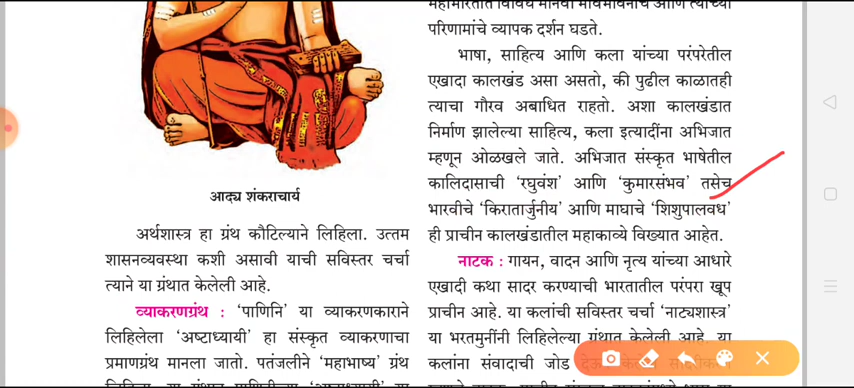 आद्य शंकराचार्य
अर्थशास्त्र हा ग्रंथ कौटिल्याने लिहिला. उत्तम
शासनव्यवस्था कशी असावी याची सविस्तर चर्चा
त्याने या ग्रंथात केलेली आहे.
व्याकरणग्रंथ : ‘पाणिनि’ या व्याकरणकाराने
लिहिलेला ‘अष्टाध्यायी’ हा संस्कृत व्याकरणाचा
प्रमाणग्रंथ मानला जातो. पतंजलीने ‘महाभाष्य’ ग्रंथ
परिणामांचे व्यापक दर्शन घडते.
भाषा, साहित्य आणि कला यांच्या परंपरेतील
एखादा कालखंड असा असतो, की पुढील काळातही
त्याचा गौरव अबाधित राहतो. अशा कालखंडात
निर्माण झालेल्या साहित्य, कला इत्यादींना अभिजात
म्हणून ओळखले जाते. अभिजात संस्कृत भाषेतील
कालिदासाची ‘रघुवंश’ आणि ‘कुमारसंभव’ तसेच
भारवीचे ‘किरातार्जुनीय’ आणि माघाचे ‘शिशुपालवध’
ही प्राचीन कालखंडातील महाकाव्ये विख्यात आहेत.
नाटक : गायन, वादन आणि नृत्य यांच्या आधारे
एखादी कथा सादर करण्याची भारतातील परंपरा खूप
प्राचीन आहे. या कलांची सविस्तर चर्चा ‘नाट्यशास्त्र’
या भरतमुनींनी लिहिलेल्या ग्रंथात केलेली आहे. या
कलांना संवादाची जोड